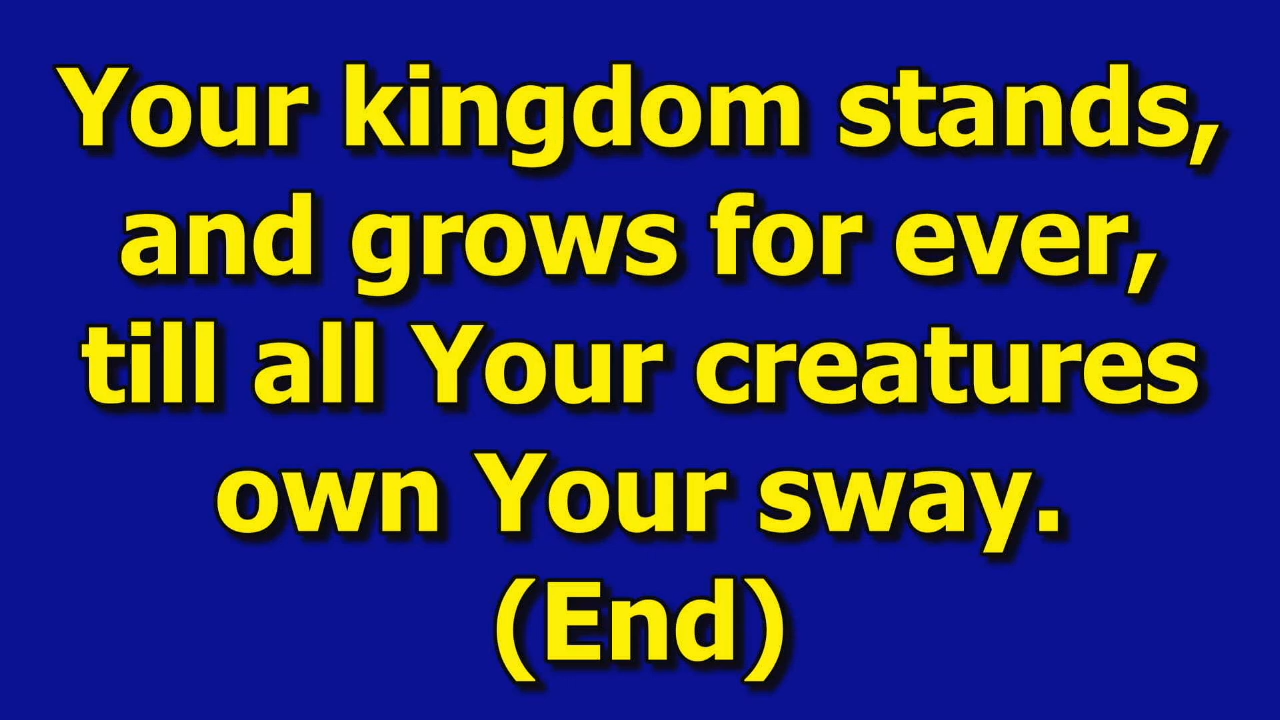 Your kingdom stands,
and grows for ever,
till all Your creatures
own Your sway.
(End)